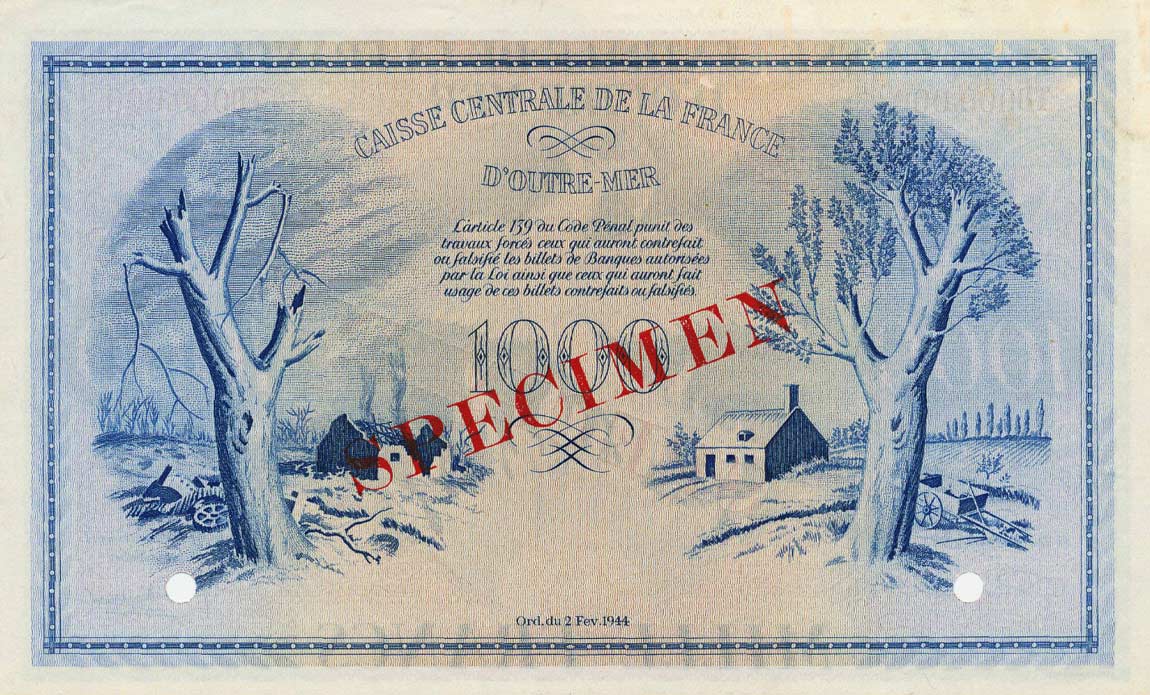 CAISSE CENTRALE DE LA FRANCE
D'OUTRE-MER
L'article 139 du Code Pénal punit des
travaux forcés ceux qui auront contrefait
ou falsifié les billets de Banques autorisées
par la Loi ainsi que ceux qui auront fait
usage de ces billets contrefaits ou falsifiés.
1000
SPECIMEN
Ord. du 2 Fev. 1944